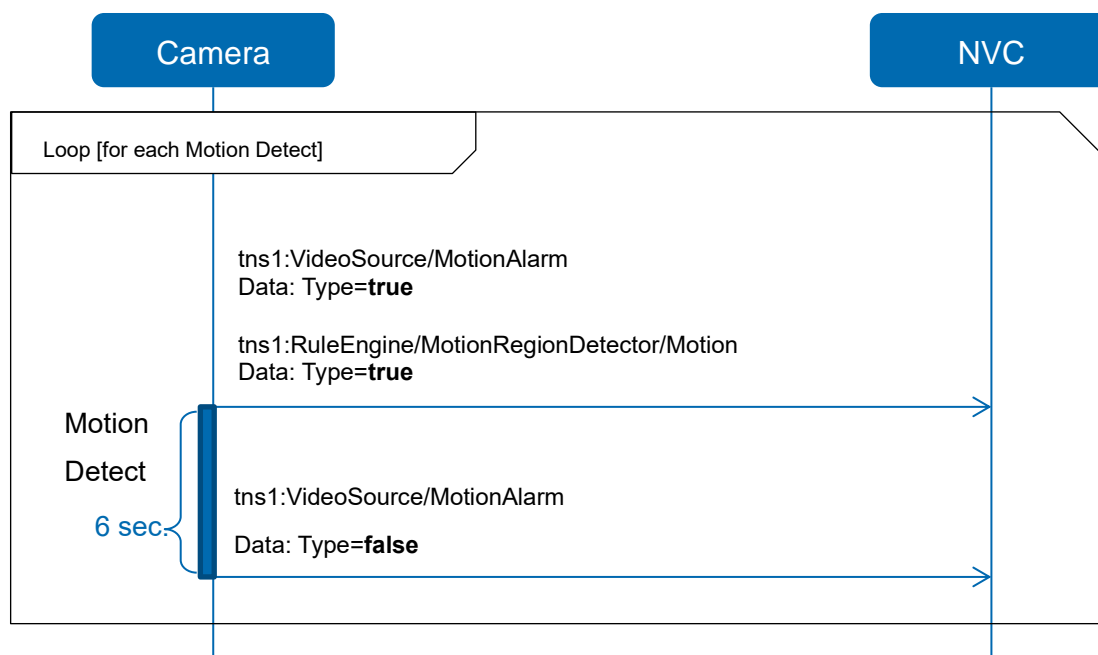 Camera
NVC
Loop [for each Motion Detect]
tns1:VideoSource/MotionAlarm
Data: Type=true
tns1:RuleEngine/MotionRegionDetector/Motion
Data: Type=true
Motion
Detect
6 sec.
tns1:VideoSource/MotionAlarm
Data: Type=false